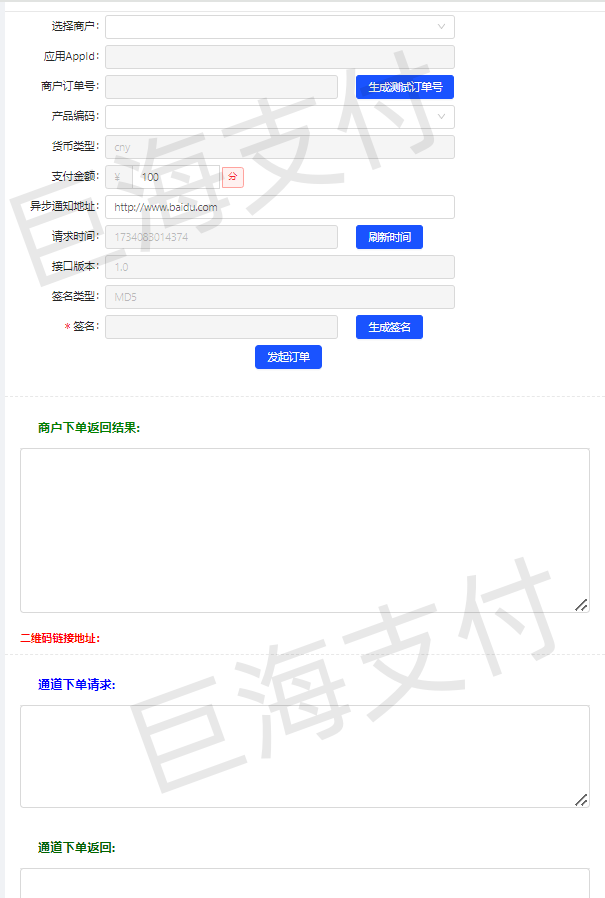 选择商户：
应用AppId：
商户订单号： 生成测试订单号
产品编码：
货币类型： cny
支付金额： ¥ 100 分
异步通知地址： http://www.baidu.com
请求时间： 1734083014374 刷新时间
接口版本： 1.0
签名类型： MD5
* 签名： 生成签名
发起订单
巨海支付
商户下单返回结果:
二维码链接地址:
通道下单请求:
巨海支付
通道下单返回: